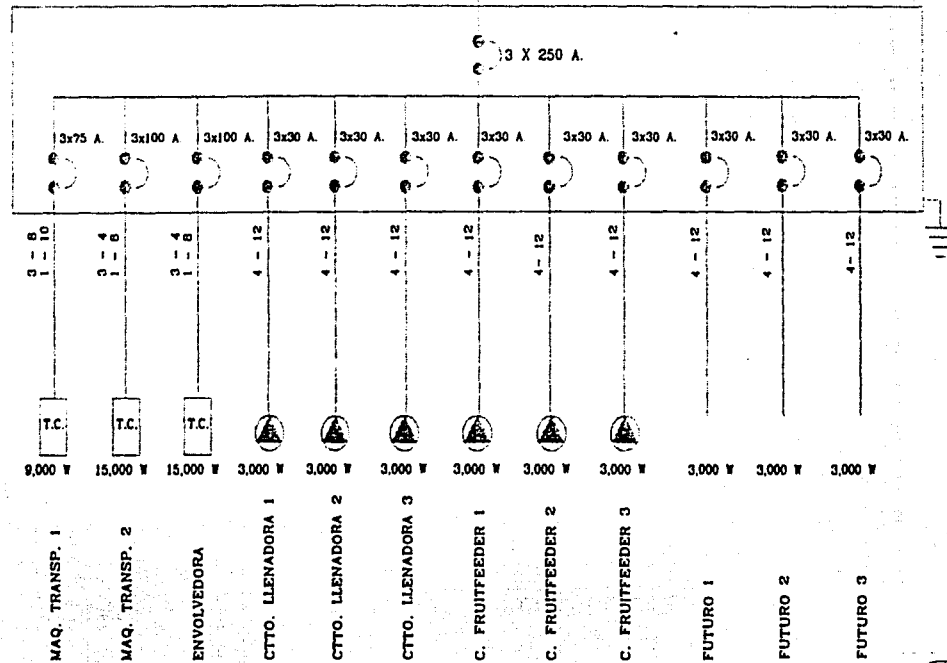 3 X 250 A.
3x75 A. 3x100 A 3x100 A. 3x30 A. 3x30 A. 3x30 A. 3x30 A 3x30 A. 3x30 A. 3x30 A. 3x30 A. 3x30 A.
3 - 8
1 - 10
3 - 4
1 - 8
3 - 4
1 - 8
4 - 12
4 - 12
4 - 12
4 - 12
4- 12
4 - 12
4- 12
4- 12
4- 12
T.C. T.C. T.C.
9,000 W 15,000 W 15,000 W 3,000 W 3,000 W 3,000 W 3,000 W 3,000 W 3,000 W 3,000 W 3,000 W 3,000 W
MAQ. TRANSP. 1
MAQ. TRANSP. 2
ENVOLVEDORA
CTTO. LLENADORA 1
CTTO. LLENADORA 2
CTTO. LLENADORA 3
C. FRUITFEEDER 1
C. FRUITFEEDER 2
C. FRUITFEEDER 3
FUTURO 1
FUTURO 2
FUTURO 3